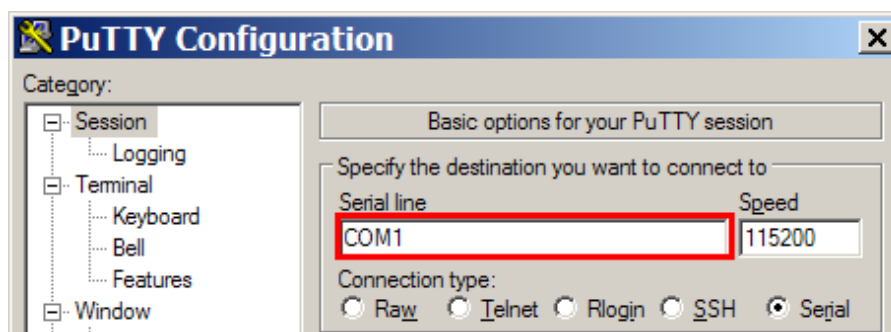 PuTTY Configuration
Category:
Session
Logging
Terminal
Keyboard
Bell
Features
Window
Basic options for your PuTTY session
Specify the destination you want to connect to
Serial line Speed
COM1 115200
Connection type:
Raw Telnet Rlogin SSH Serial